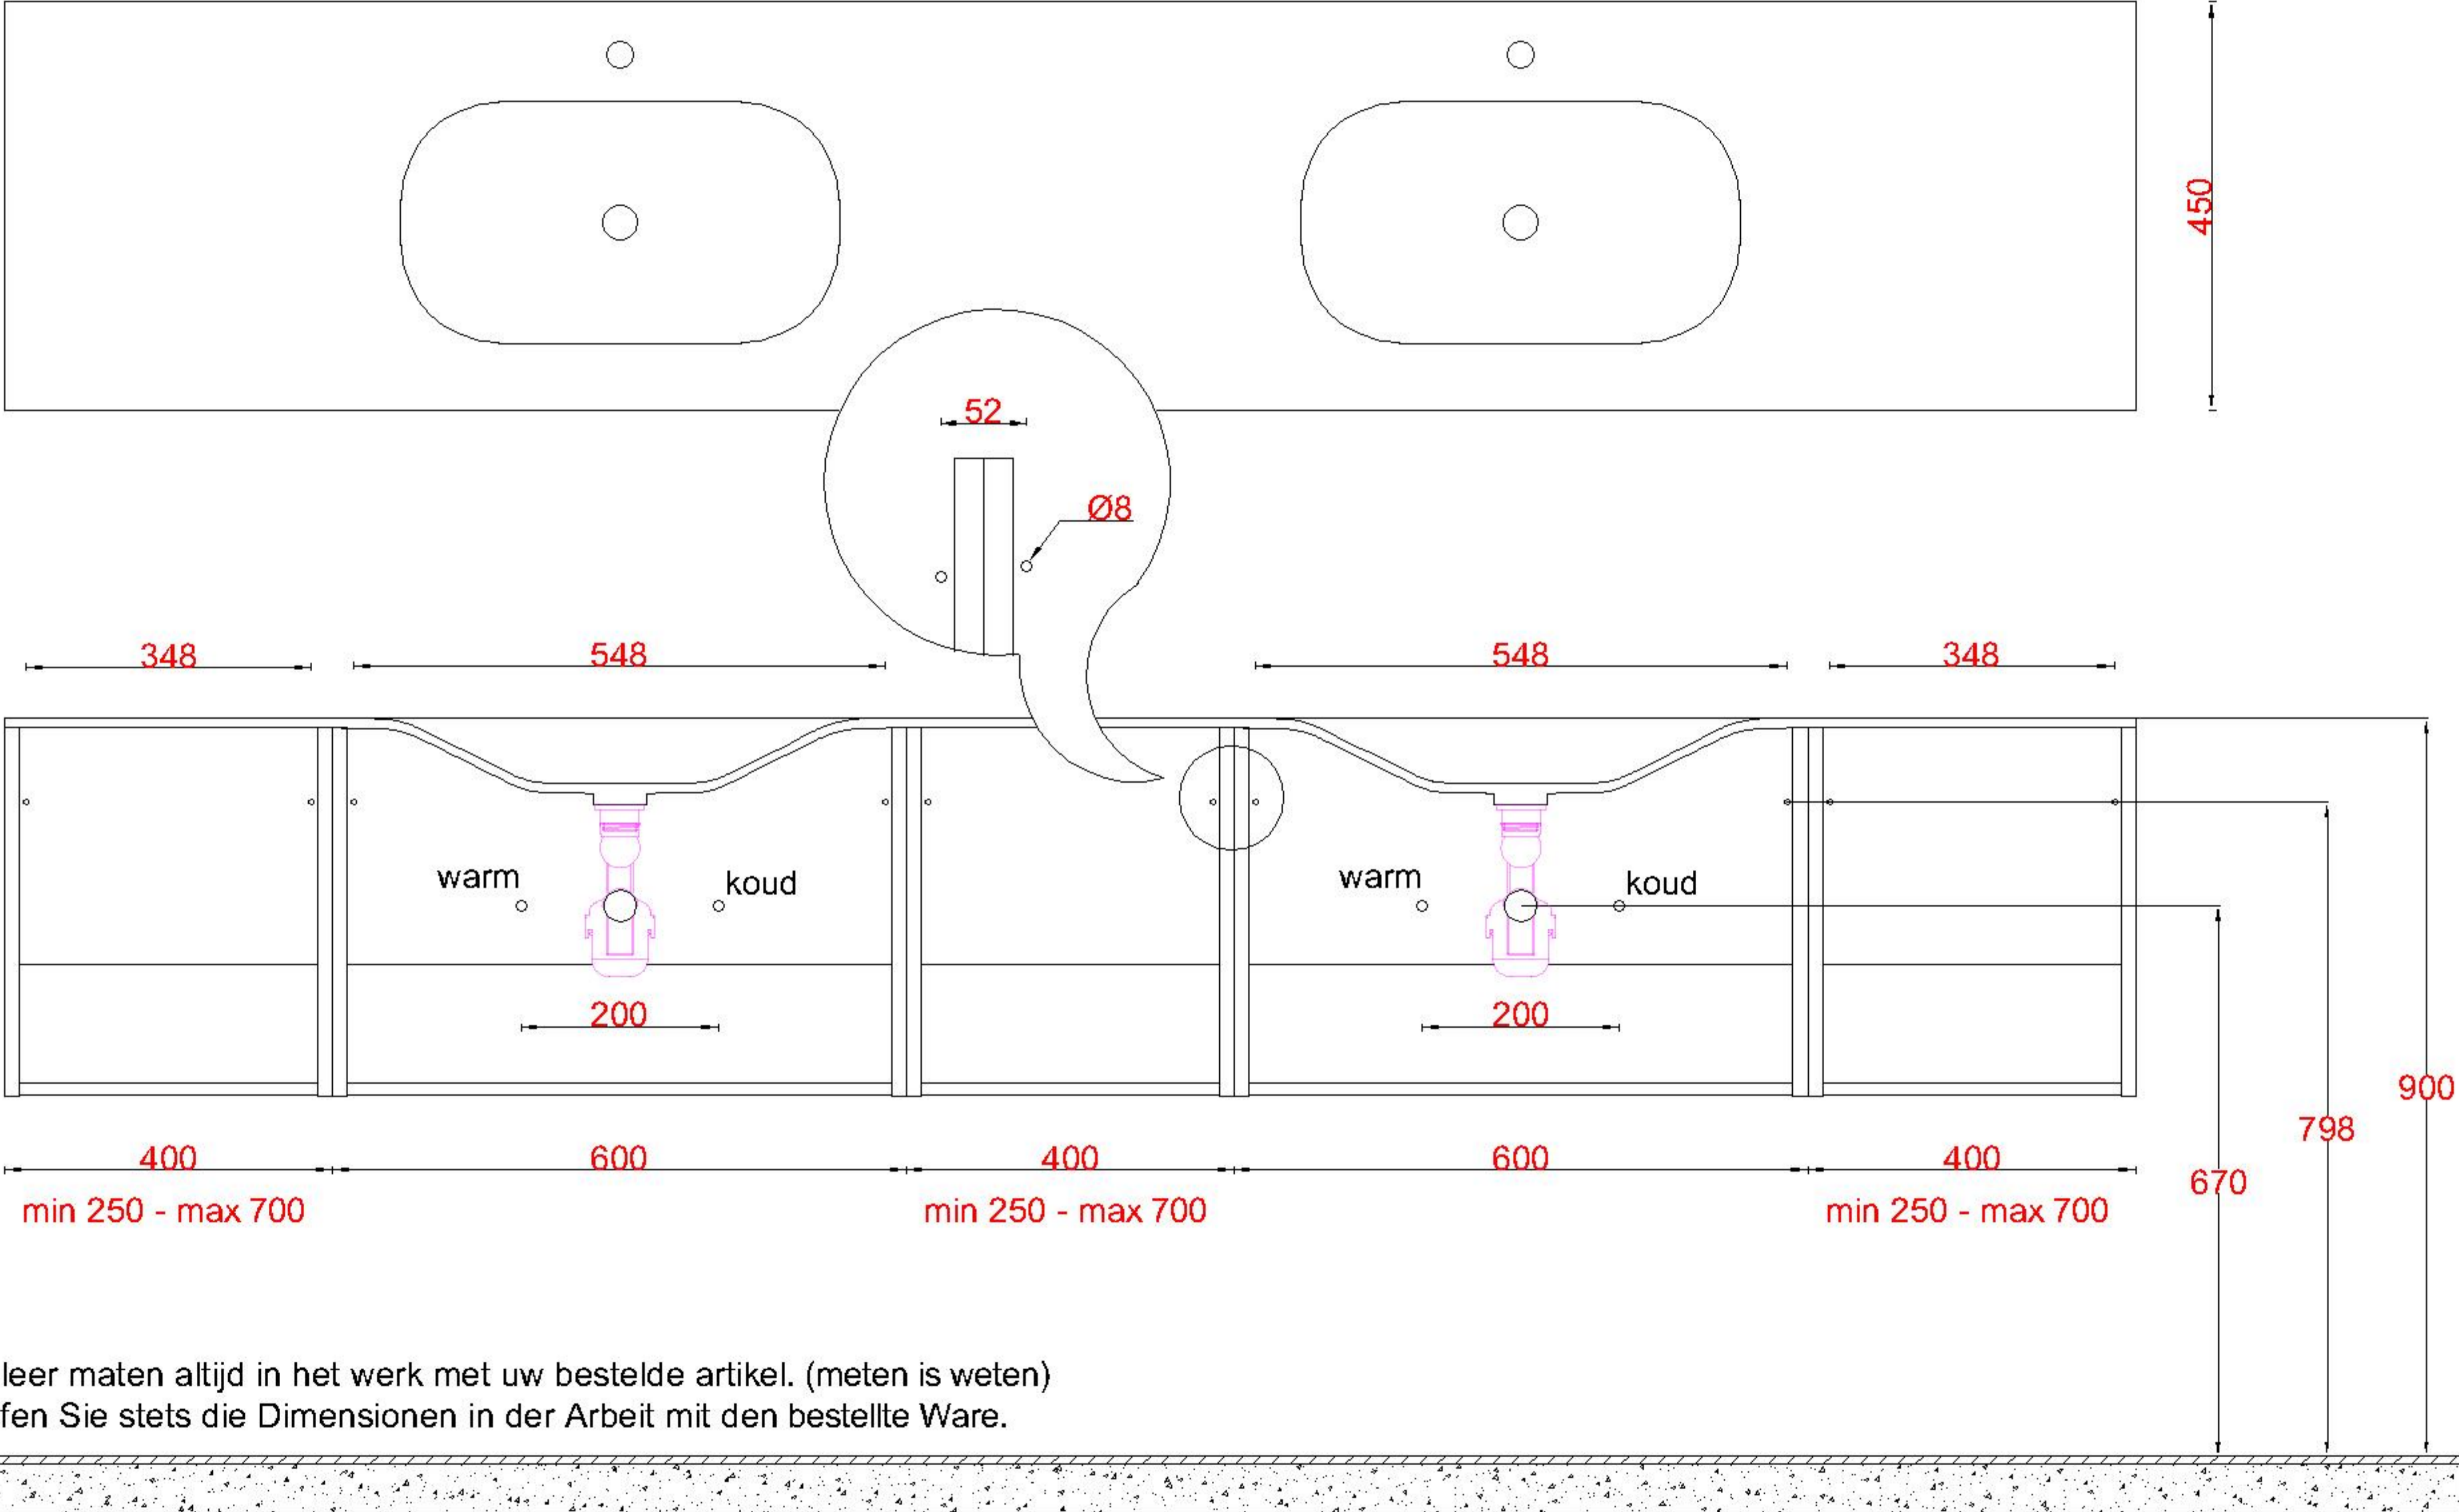 450
52
Ø8
348
548
548
348
warm
koud
warm
koud
200
200
900
798
670
400
600
400
600
400
min 250 - max 700
min 250 - max 700
min 250 - max 700
leer maten altijd in het werk met uw bestelde artikel. (meten is weten)
fen Sie stets die Dimensionen in der Arbeit mit den bestellte Ware.